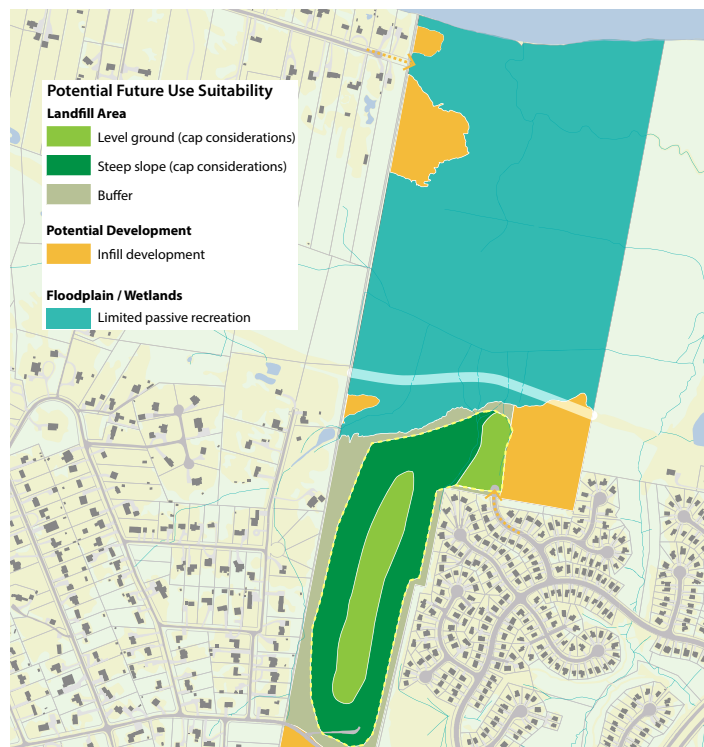 Potential Future Use Suitability
Landfill Area
Level ground (cap considerations)
Steep slope (cap considerations)
Buffer
Potential Development
Infill development
Floodplain / Wetlands
Limited passive recreation